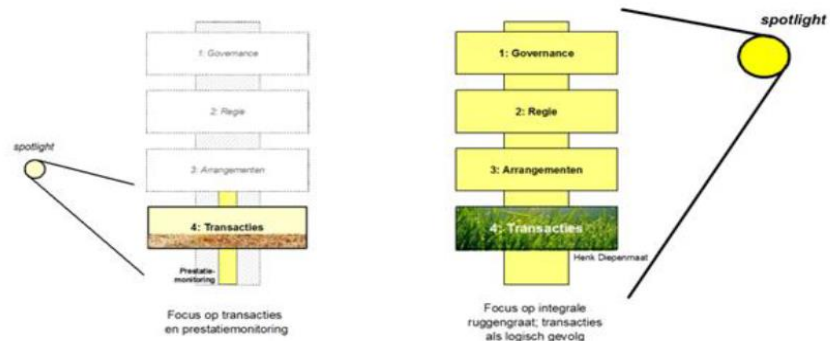 spotlight
1: Governance
2: Regie
3: Arrangementen
4: Transacties
Prestatie-
monitoring
Focus op transacties
en prestatiemonitoring
spotlight
1: Governance
2: Regie
3: Arrangementen
4: Transacties
Henk Diepenmaat
Focus op integrale
ruggengraat; transacties
als logisch gevolg